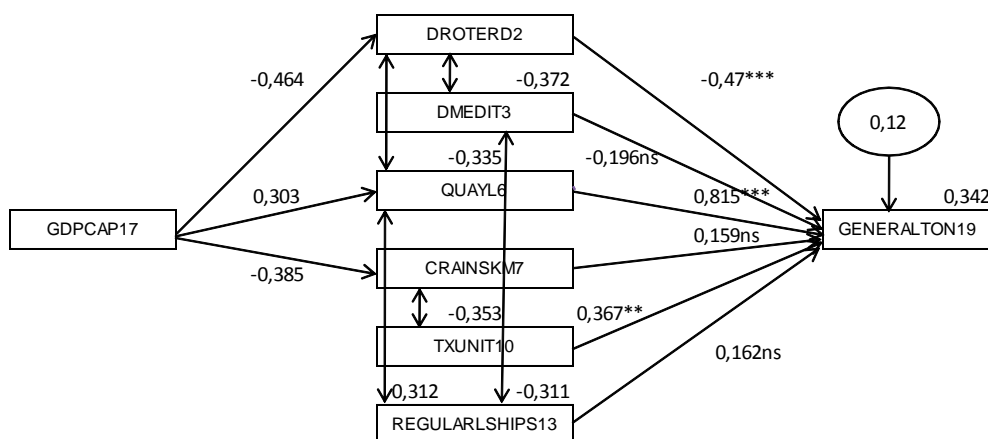 DROTERD2
-0,464
-0,372
-0,47***
DMEDIT3
0,12
-0,335
-0,196ns
0,303
QUAYL6
0,815***
0,342
GDPCAP17
GENERALTON19
0,159ns
-0,385
CRAINSKM7
-0,353
0,367**
TXUNIT10
0,162ns
0,312
-0,311
REGULARLSHIPS13